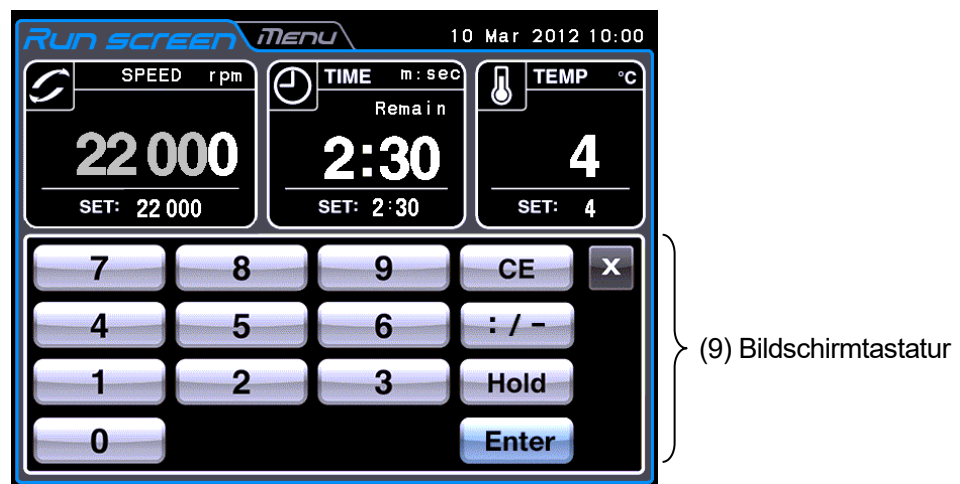 Run screen Menu 10 Mar 2012 10:00
SPEED rpm TIME m:sec TEMP °C
Remain
22 000 2:30 4
SET: 22 000 SET: 2:30 SET: 4
7 8 9 CE X
4 5 6 : / -
(9) Bildschirmtastatur
1 2 3 Hold
0 Enter